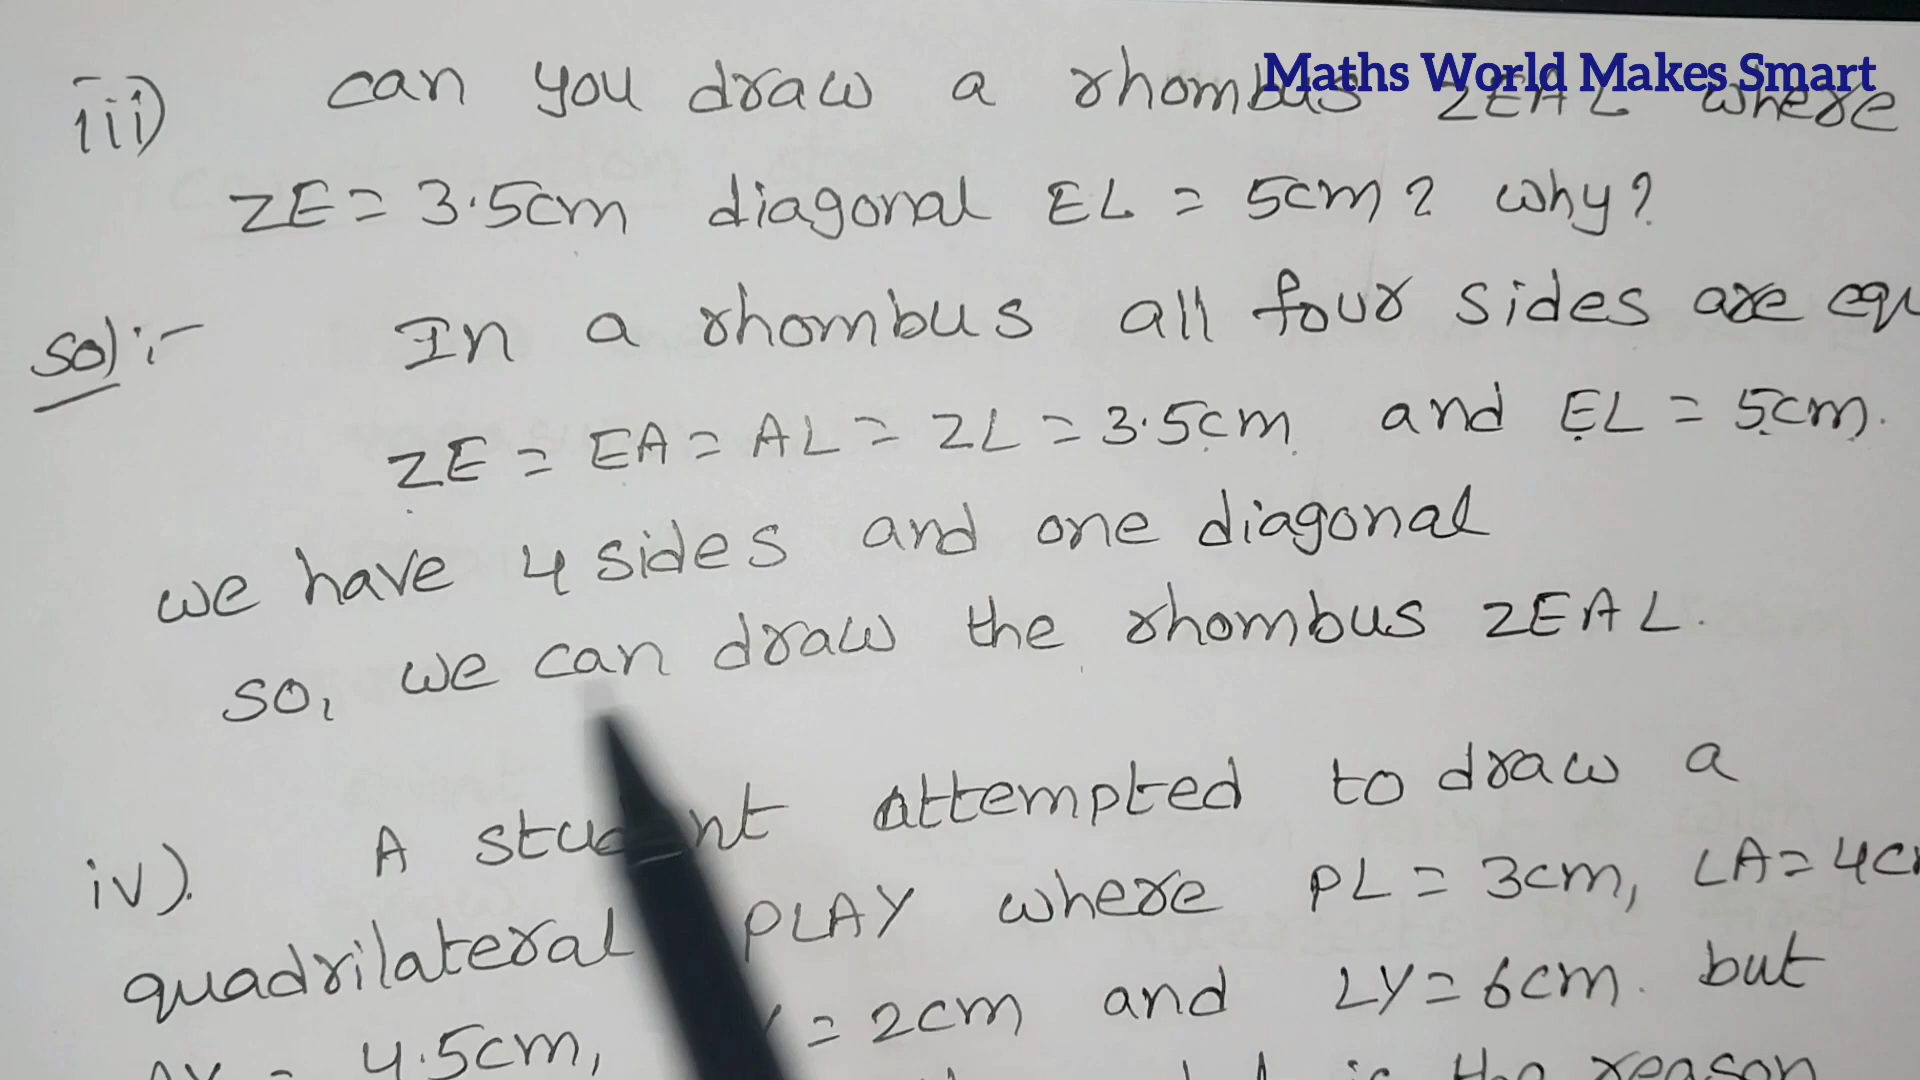 Maths World Makes Smart
iii) can you draw a rhombus ZEAL where
ZE = 3.5cm diagonal EL = 5cm? why?
Sol:- In a rhombus all four sides are equ
ZE = EA = AL = ZL = 3.5cm and EL = 5cm.
we have 4 sides and one diagonal
So, we can draw the rhombus ZEAL.
iv). A student attempted to draw a
quadrilateral PLAY where PL = 3cm, LA = 4c
4.5cm, = 2cm and LY = 6cm. but
reason